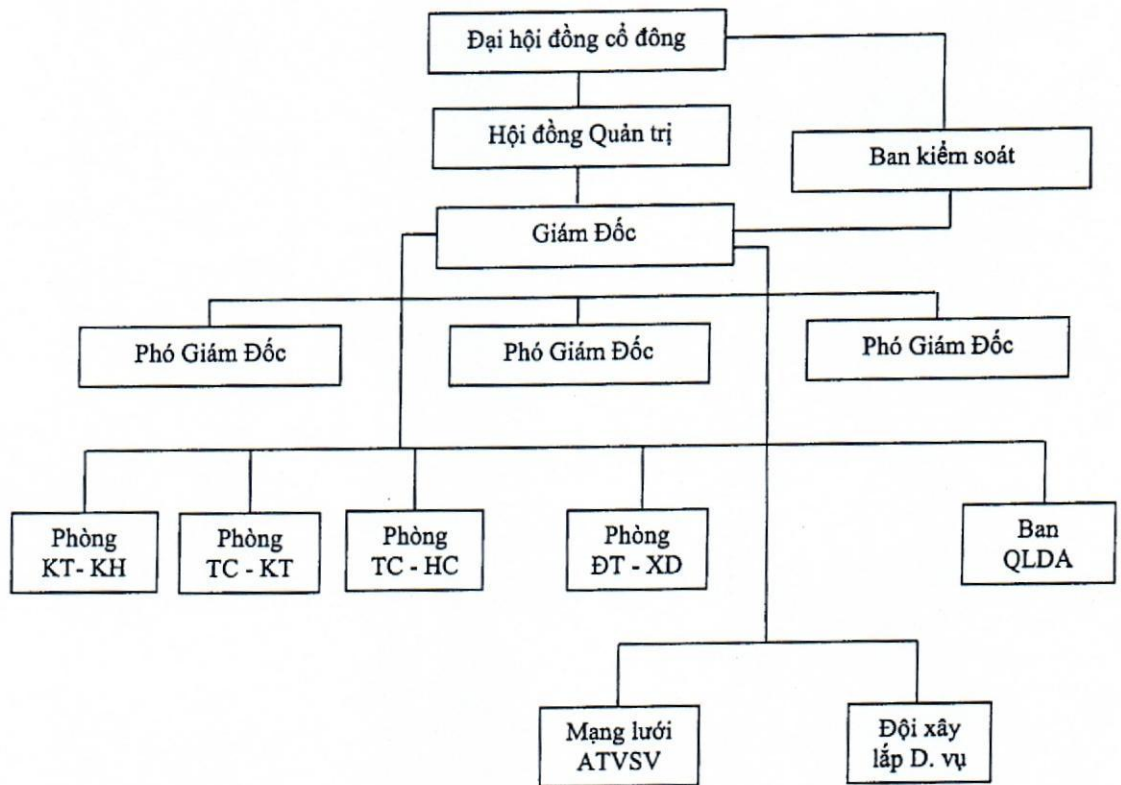 Đại hội đồng cổ đông
Hội đồng Quản trị
Ban kiểm soát
Giám Đốc
Phó Giám Đốc
Phó Giám Đốc
Phó Giám Đốc
Phòng
KT- KH
Phòng
TC - KT
Phòng
TC - HC
Phòng
ĐT - XD
Ban
QLDA
Mạng lưới
ATVSV
Đội xây
lắp D. vụ